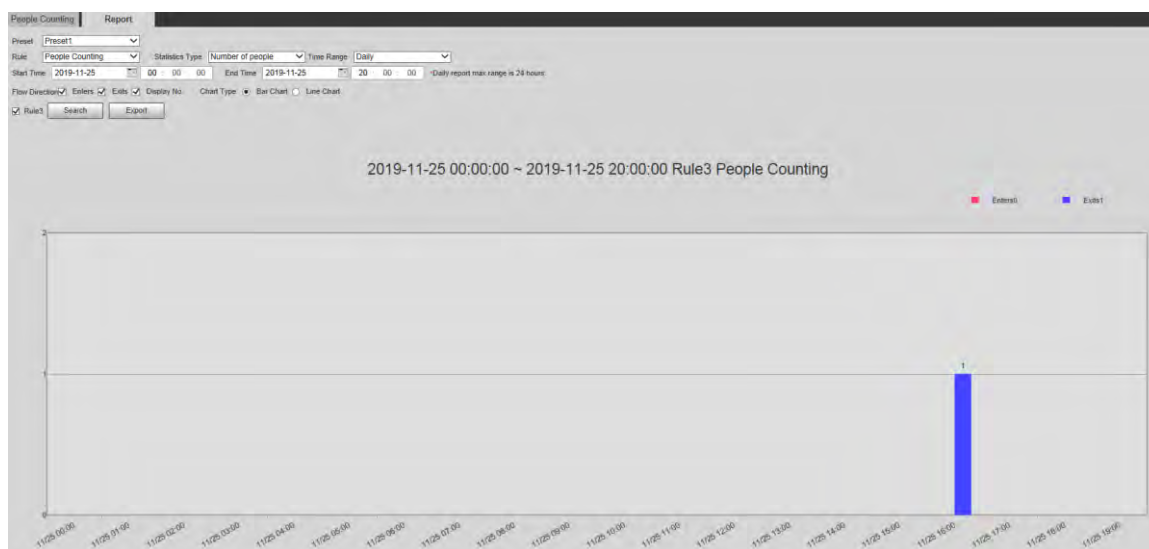 People Counting Report
Preset Preset1
Rule People Counting Statistics Type Number of people Time Range Daily
Start Time 2019-11-25 00 : 00 : 00 End Time 2019-11-25 20 : 00 : 00 *Daily report max range is 24 hours
Flow Direction Enters Exits Display No. Chart Type Bar Chart Line Chart
Rule3 Search Export
2019-11-25 00:00:00 ~ 2019-11-25 20:00:00 Rule3 People Counting
Enters0 Exits1
2
1
1
0
11/25 00:00 11/25 01:00 11/25 02:00 11/25 03:00 11/25 04:00 11/25 05:00 11/25 06:00 11/25 07:00 11/25 08:00 11/25 09:00 11/25 10:00 11/25 11:00 11/25 12:00 11/25 13:00 11/25 14:00 11/25 15:00 11/25 16:00 11/25 17:00 11/25 18:00 11/25 19:00